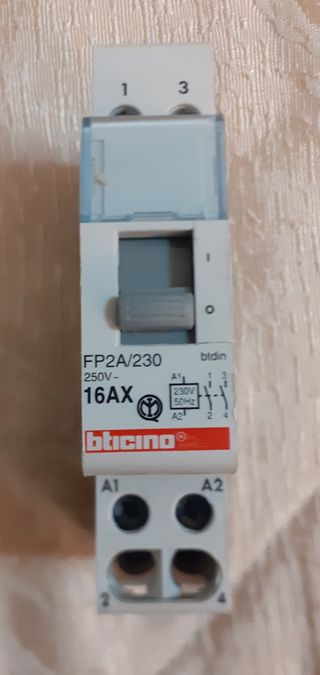 1 3
I
O
FP2A/230 btdin
250V~
16AX
A1 1 3
230V
50Hz
A2 2 4
bticino®
A1 A2
2 4